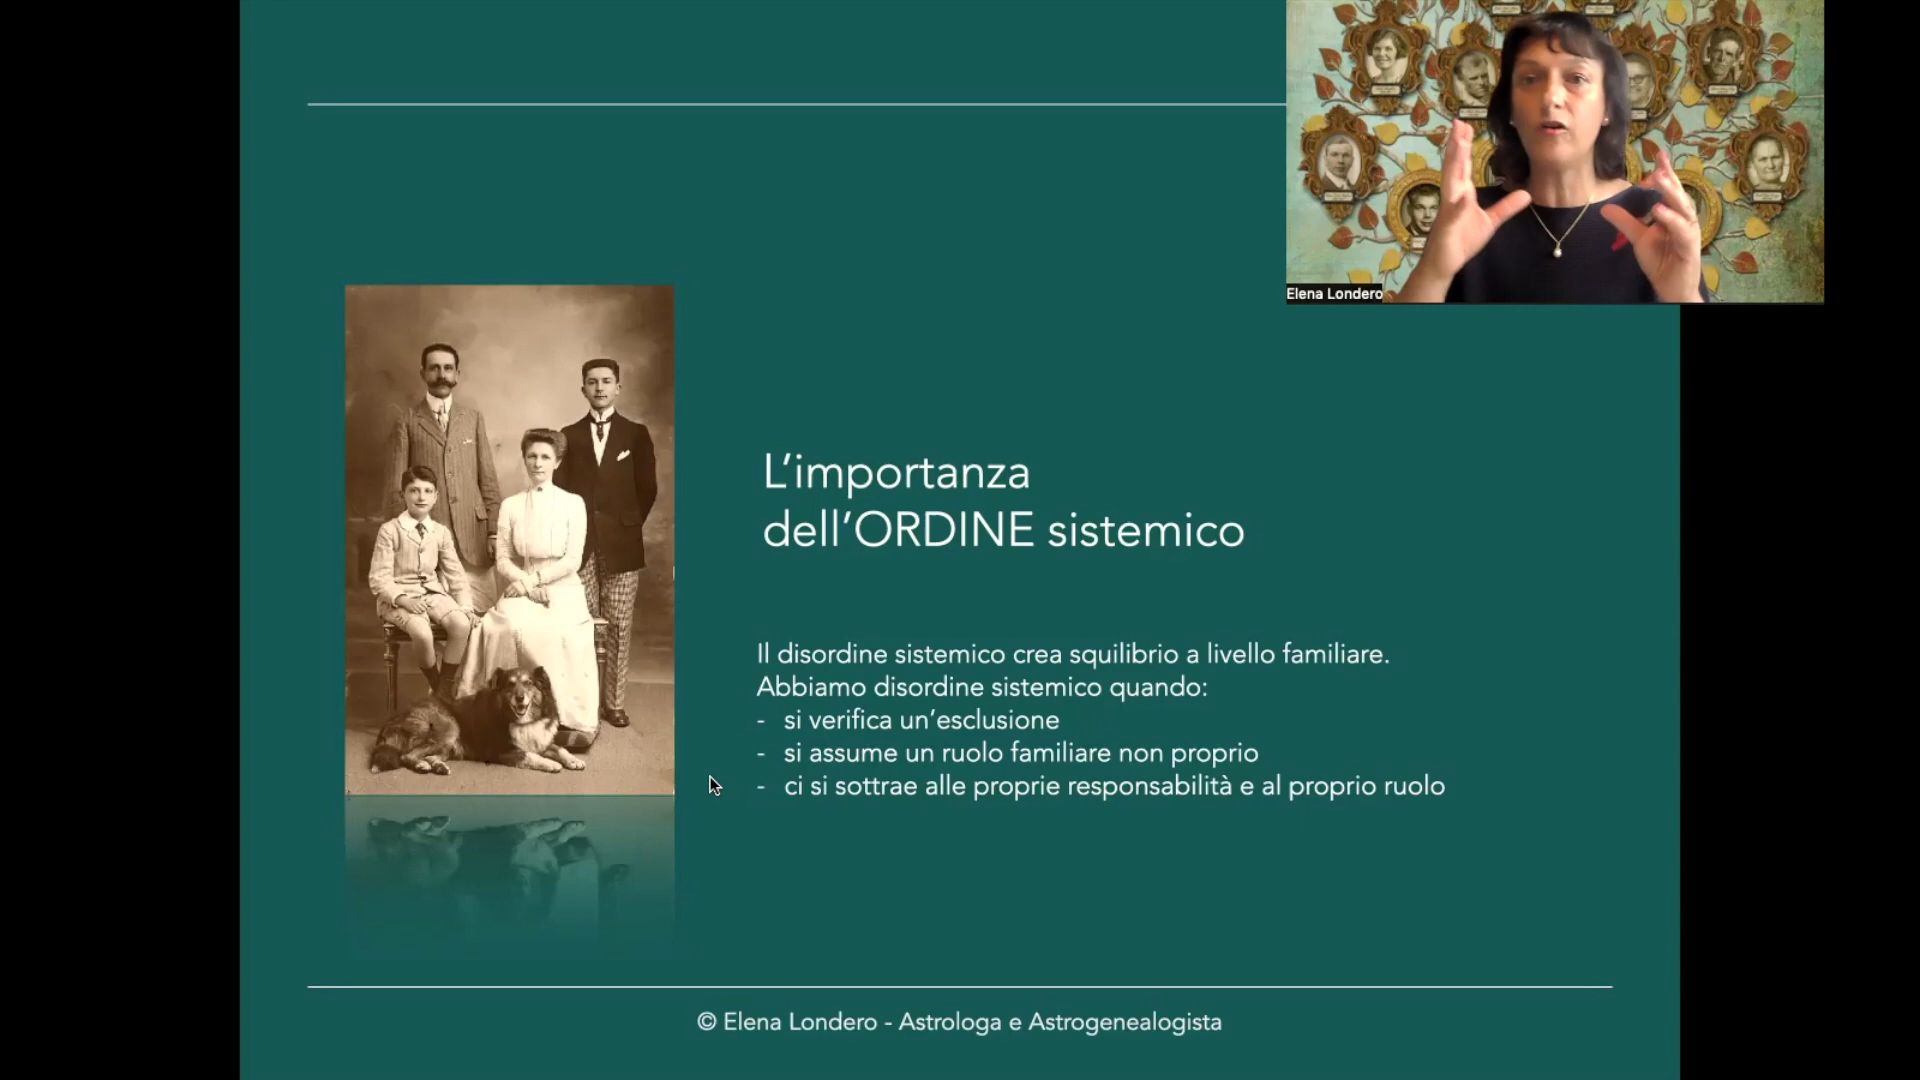 Elena Londero
L’importanza
dell’ORDINE sistemico
Il disordine sistemico crea squilibrio a livello familiare.
Abbiamo disordine sistemico quando:
- si verifica un’esclusione
- si assume un ruolo familiare non proprio
- ci si sottrae alle proprie responsabilità e al proprio ruolo
© Elena Londero - Astrologa e Astrogenealogista